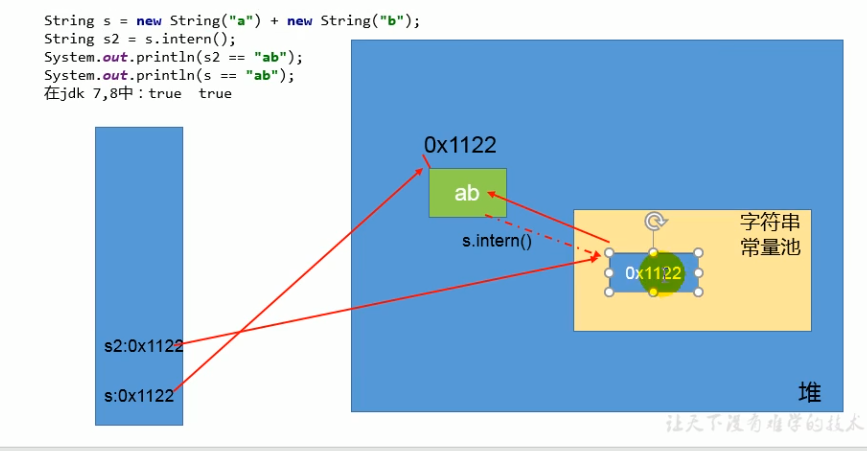 String s = new String("a") + new String("b");
String s2 = s.intern();
System.out.println(s2 == "ab");
System.out.println(s == "ab");
在jdk 7,8中：true  true
0x1122
ab
s.intern()
字符串
常量池
0x1122
s2:0x1122
s:0x1122
堆
让天下没有难学的技术